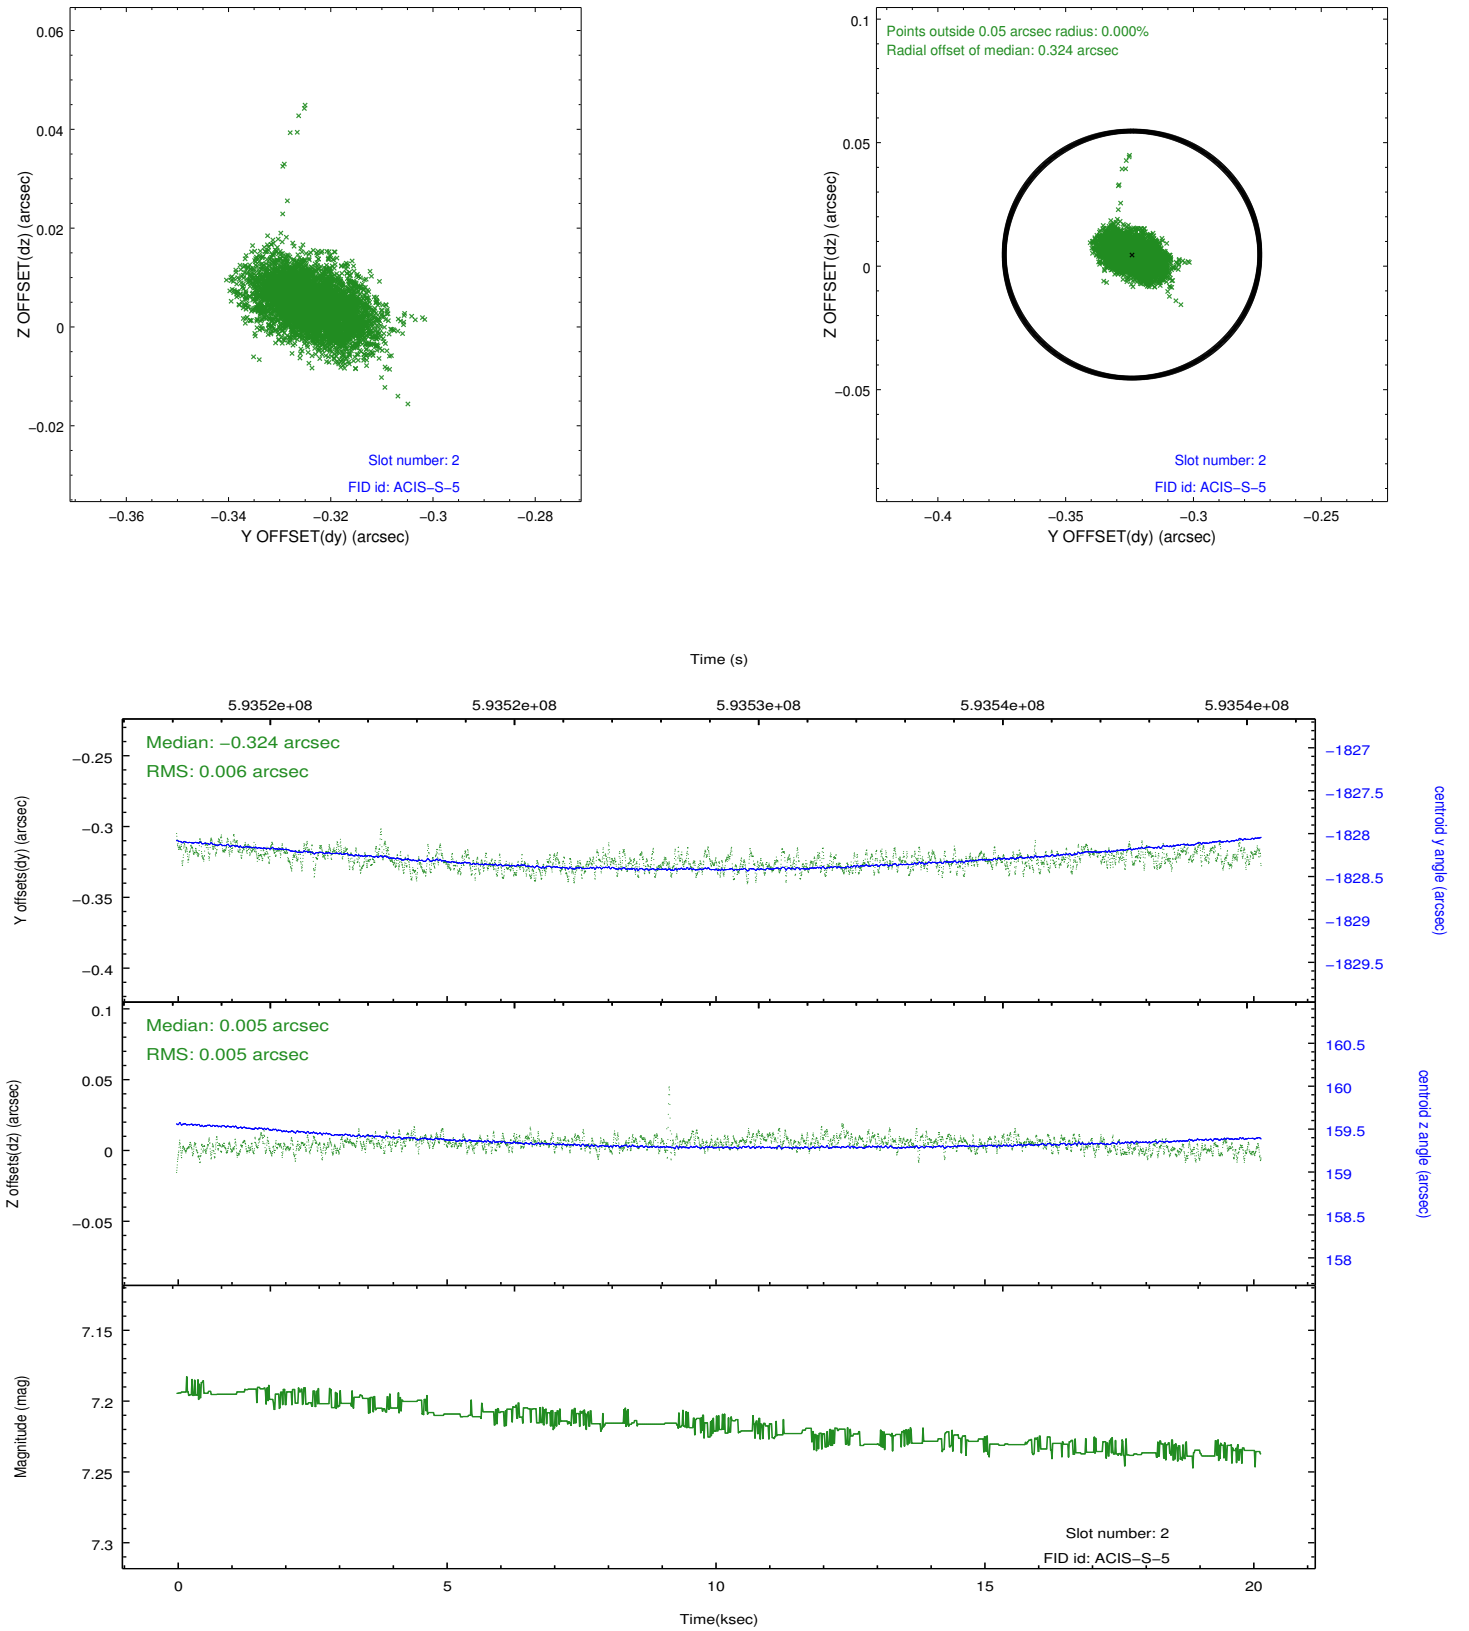 0.06
0.04
0.02
0
−0.02
Z OFFSET(dz) (arcsec)
Slot number: 2
FID id: ACIS−S−5
−0.36
−0.34
−0.32
−0.3
−0.28
Y OFFSET(dy) (arcsec)
Points outside 0.05 arcsec radius: 0.000%
Radial offset of median: 0.324 arcsec
0.1
0.05
0
−0.05
Z OFFSET(dz) (arcsec)
Slot number: 2
FID id: ACIS−S−5
−0.4
−0.35
−0.3
−0.25
Y OFFSET(dy) (arcsec)
Time (s)
5.9352e+08
5.9352e+08
5.9353e+08
5.9354e+08
5.9354e+08
Median: −0.324 arcsec
RMS: 0.006 arcsec
−0.25
−0.3
−0.35
−0.4
Y offsets(dy) (arcsec)
−1827
−1827.5
−1828
−1828.5
−1829
−1829.5
centroid y angle (arcsec)
Median: 0.005 arcsec
RMS: 0.005 arcsec
0.1
0.05
0
−0.05
Z offsets(dz) (arcsec)
160.5
160
159.5
159
158.5
158
centroid z angle (arcsec)
7.15
7.2
7.25
7.3
Magnitude (mag)
Slot number: 2
FID id: ACIS−S−5
0
5
10
15
20
Time(ksec)